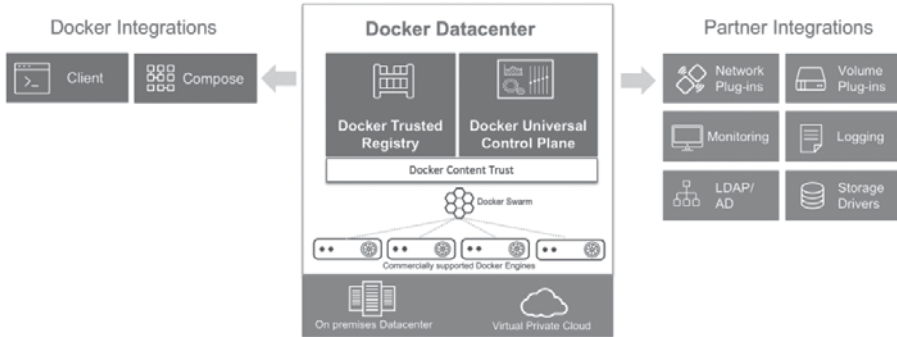 Docker Integrations
Client
Compose
Docker Datacenter
Docker Trusted
Registry
Docker Universal
Control Plane
Docker Content Trust
Docker Swarm
Commercially supported Docker Engines
On premises Datacenter
Virtual Private Cloud
Partner Integrations
Network
Plug-ins
Volume
Plug-ins
Monitoring
Logging
LDAP/
AD
Storage
Drivers